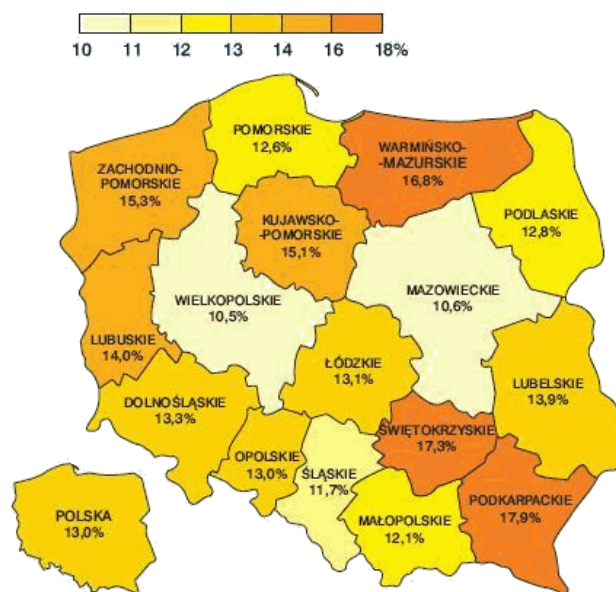 10 11 12 13 14 16 18%
POMORSKIE
12,6%
WARMIŃSKO-
-MAZURSKIE
16,8%
ZACHODNIO-
POMORSKIE
15,3%
KUJAWSKO-
-POMORSKIE
15,1%
PODLASKIE
12,8%
WIELKOPOLSKIE
10,5%
MAZOWIECKIE
10,6%
LUBUSKIE
14,0%
ŁÓDZKIE
13,1%
LUBELSKIE
13,9%
DOLNOŚLĄSKIE
13,3%
ŚWIĘTOKRZYSKIE
17,3%
OPOLSKIE
13,0%
ŚLĄSKIE
11,7%
PODKARPACKIE
17,9%
POLSKA
13,0%
MAŁOPOLSKIE
12,1%